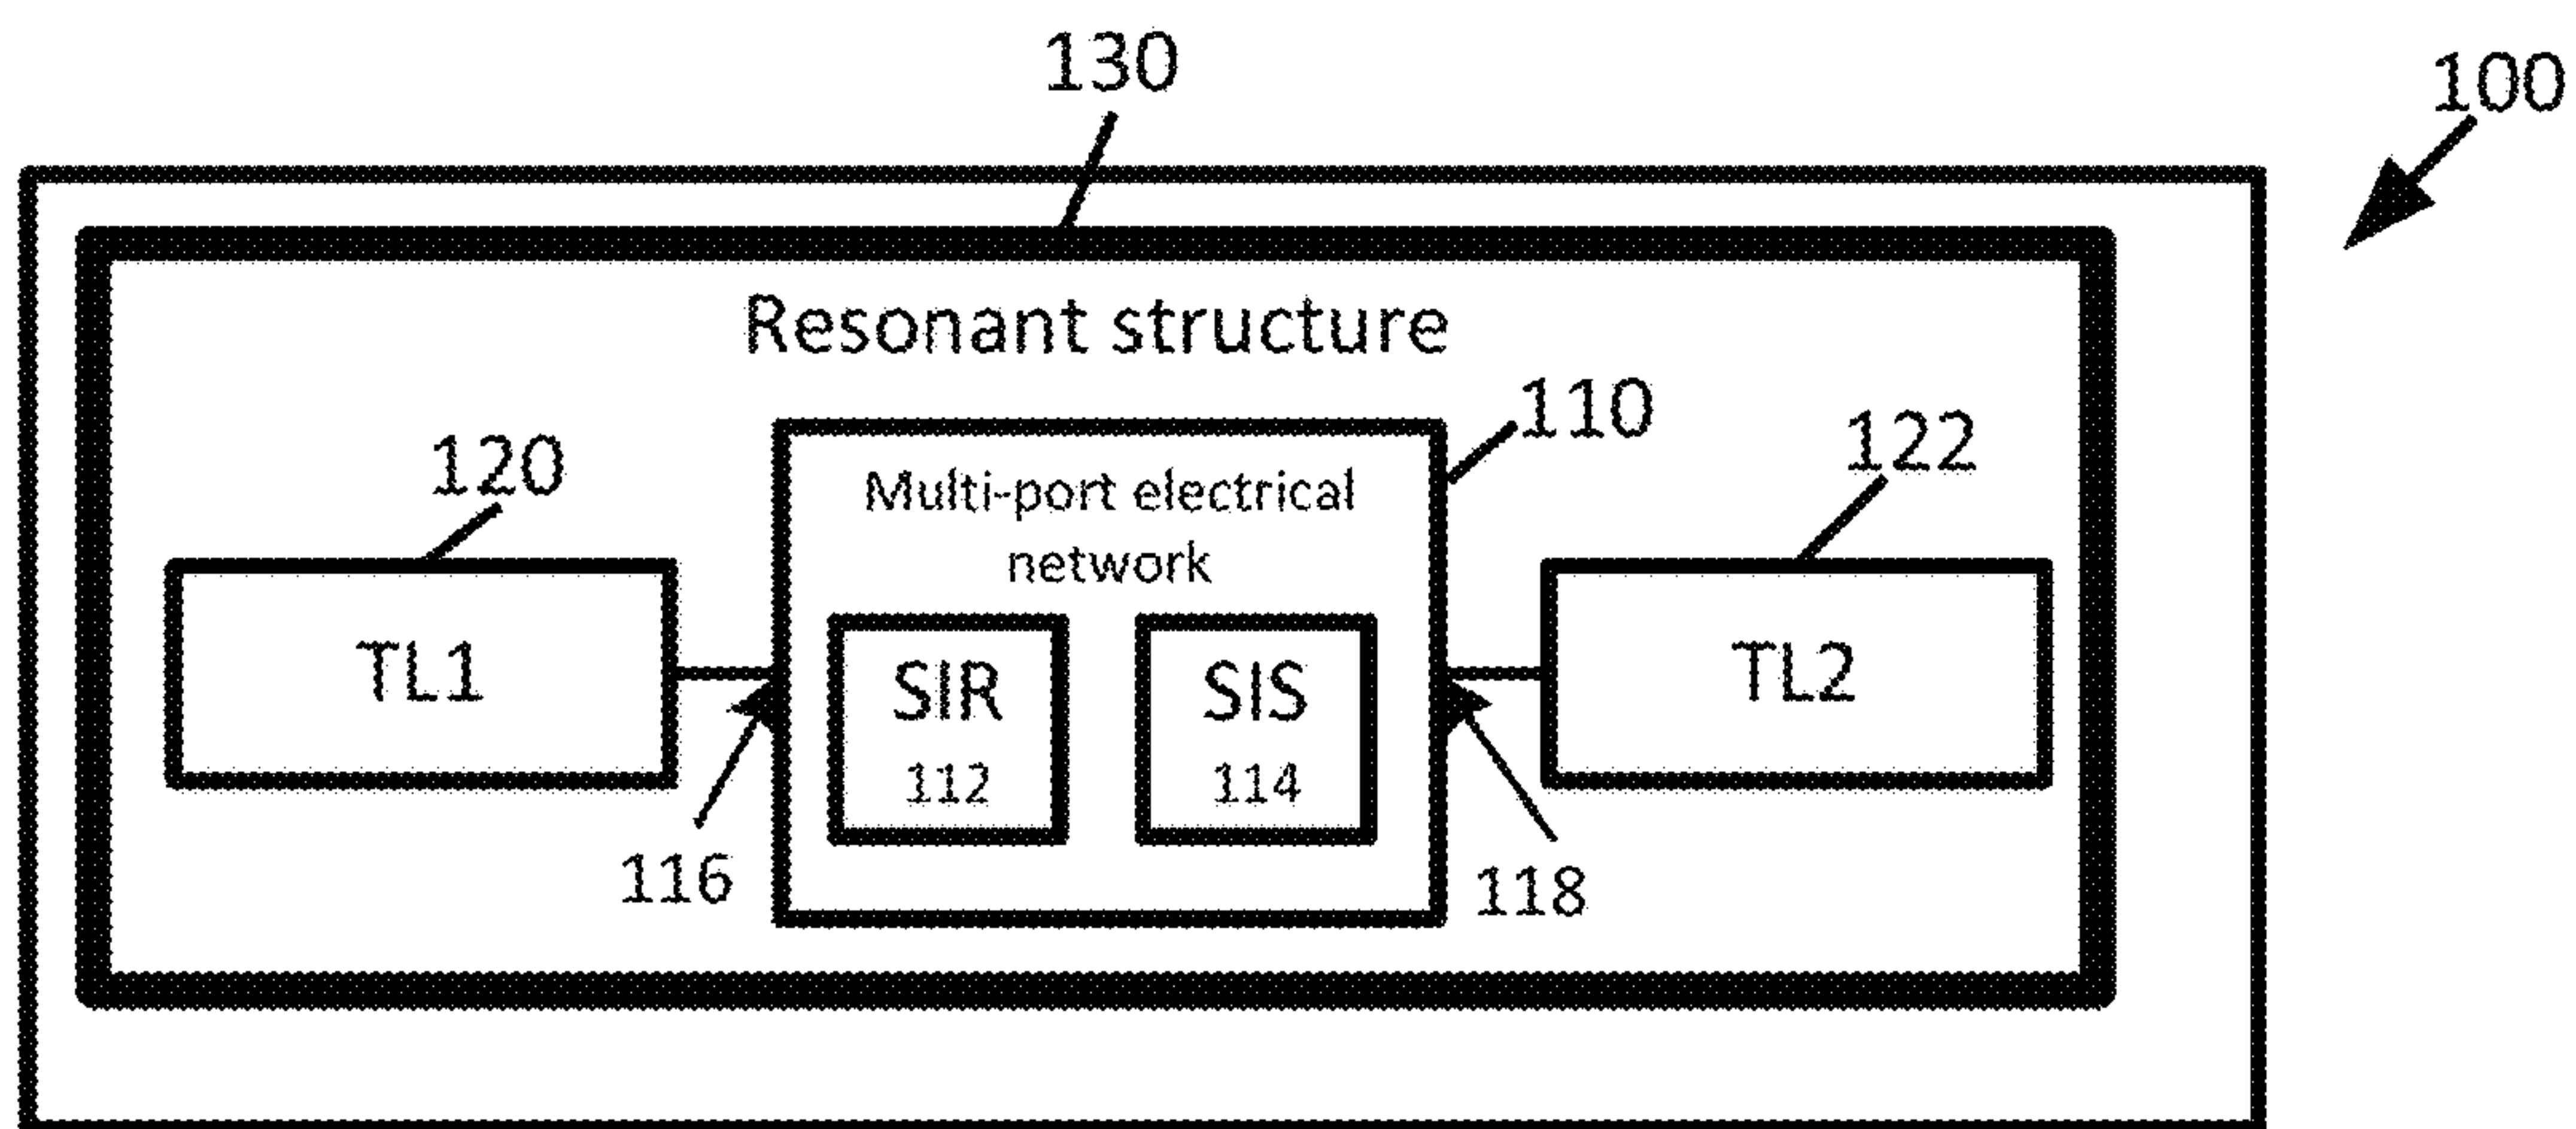 130
100
Resonant structure
110
120
122
Multi-port electrical
network
TL1
SIR
SIS
TL2
112
114
116
118